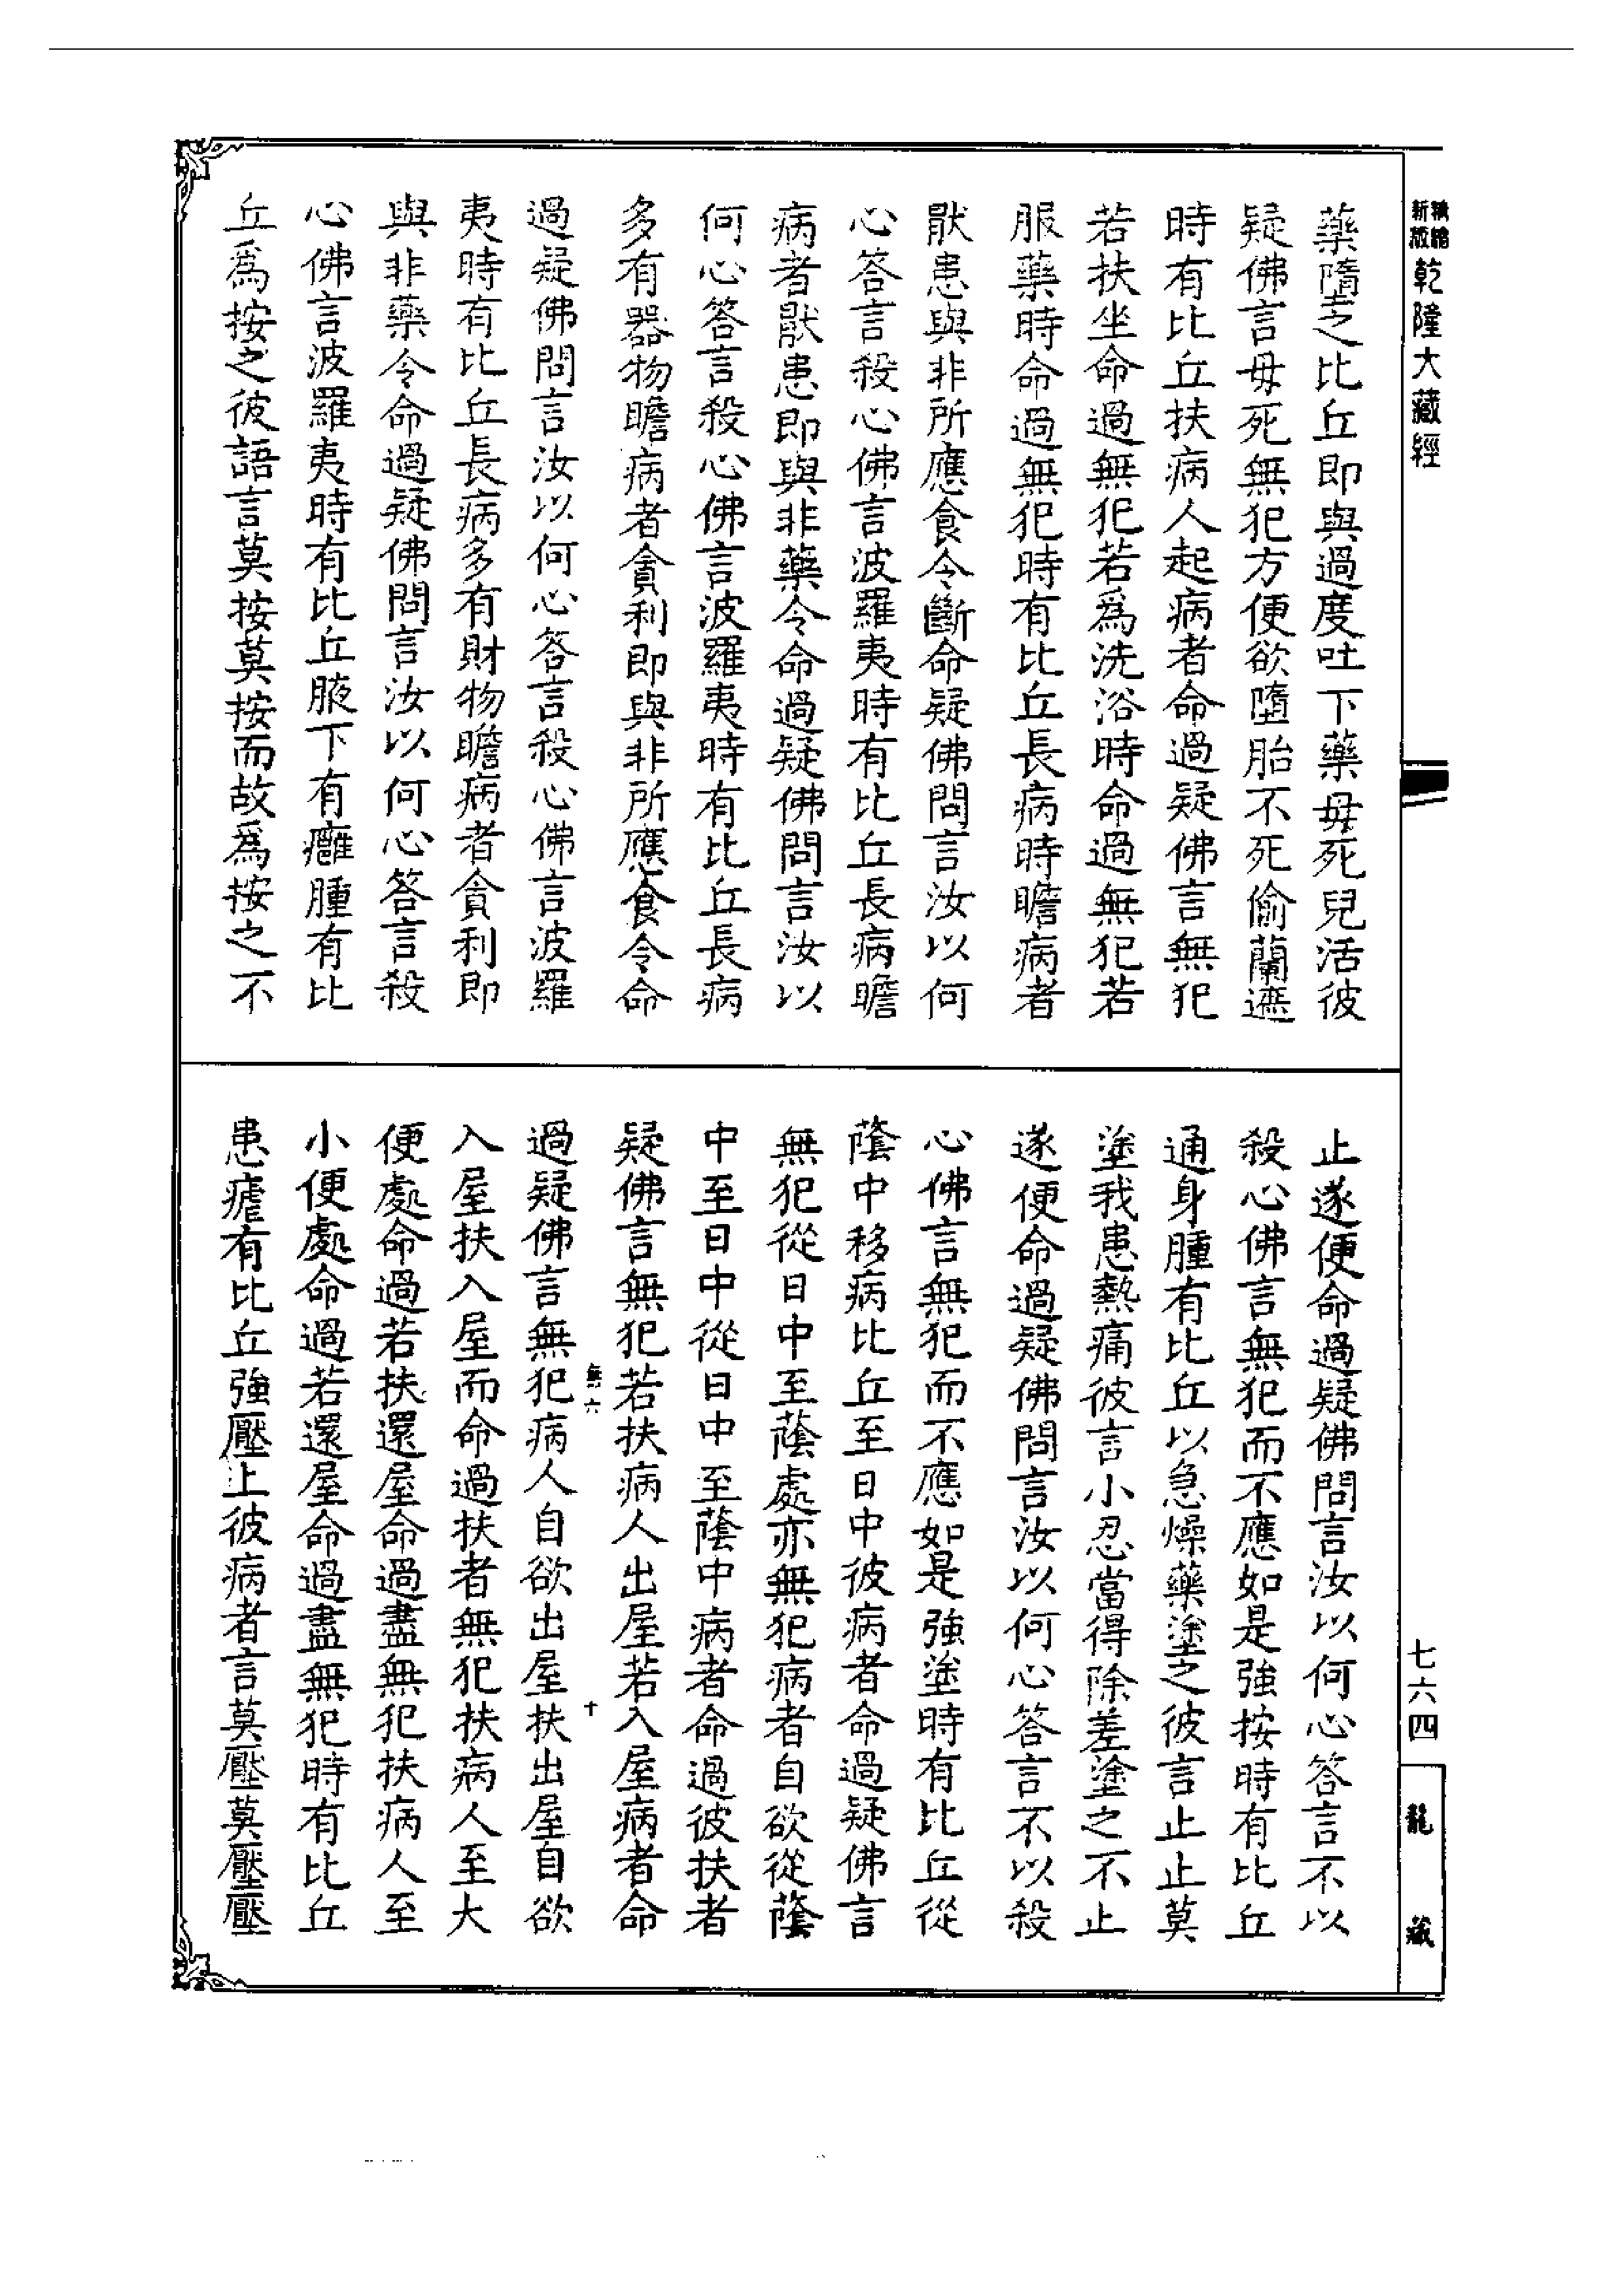 新版 精縮 乾隆大藏經
七六四
龍藏
藥墮之比丘即與過度吐下藥母死兒活彼
疑佛言母死無犯方便欲墮胎不死偷蘭遮
時有比丘扶病人起病者命過疑佛言無犯
若扶坐命過無犯若為洗浴時命過無犯若
服藥時命過無犯時有比丘長病時瞻病者
猒患與非所應食令斷命疑佛問言汝以何
心答言殺心佛言波羅夷時有比丘長病瞻
病者猒患即與非藥令命過疑佛問言汝以
何心答言殺心佛言波羅夷時有比丘長病
多有器物瞻病者貪利即與非所應食令命
過疑佛問言汝以何心答言殺心佛言波羅
夷時有比丘長病多有財物瞻病者貪利即
與非藥令命過疑佛問言汝以何心答言殺
心佛言波羅夷時有比丘腋下有癰腫有比
丘為按之彼語言莫按莫按而故為按之不
止遂便命過疑佛問言汝以何心答言不以
殺心佛言無犯而不應如是強按時有比丘
通身腫有比丘以急燥藥塗之彼言止止莫
塗我患熱痛彼言小忍當得除差塗之不止
遂便命過疑佛問言汝以何心答言不以殺
心佛言無犯而不應如是強塗時有比丘從
蔭中移病比丘至日中彼病者命過疑佛言
無犯從日中至蔭處亦無犯病者自欲從蔭
中至日中從日中至蔭中病者命過彼扶者
疑佛言無犯若扶病人出屋若入屋病者命
無六 十
過疑佛言無犯病人自欲出屋扶出屋自欲
入屋扶入屋而命過扶者無犯扶病人至大
便處命過若扶還屋命過盡無犯扶病人至
小便處命過若還屋命過盡無犯時有比丘
患瘧有比丘強壓上彼病者言莫壓莫壓壓